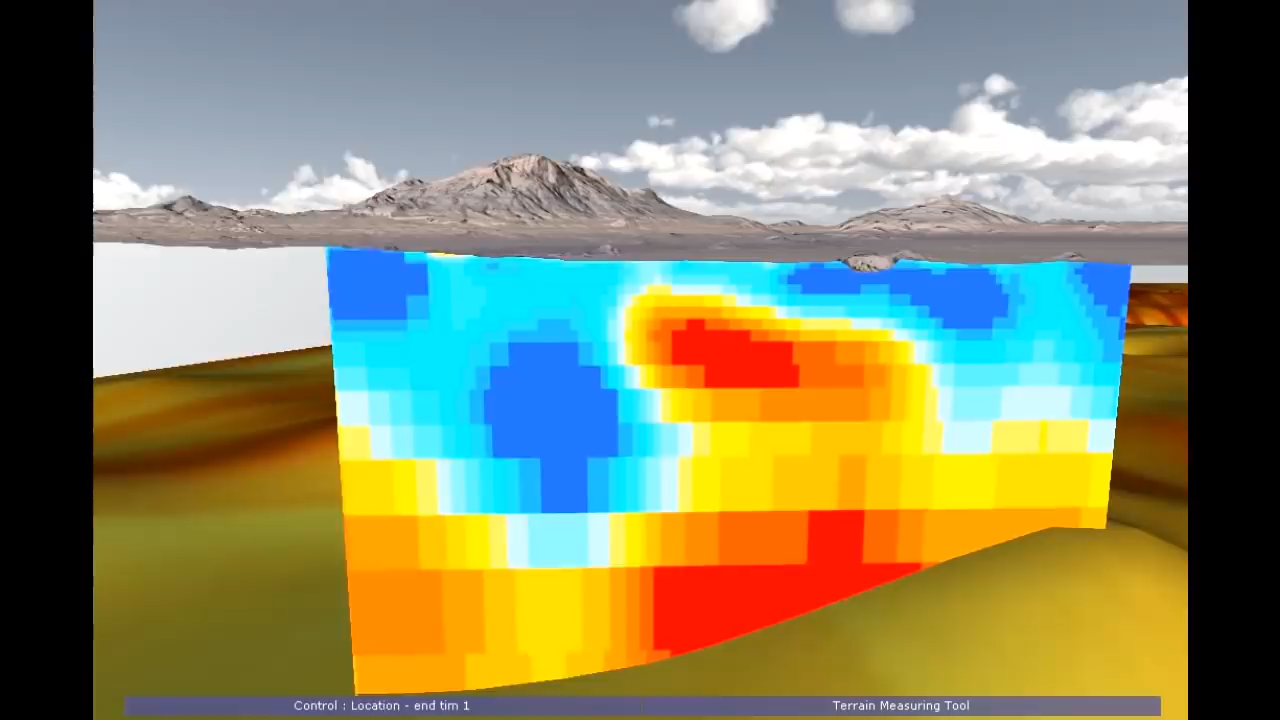 Control : Location - end tim 1
Terrain Measuring Tool